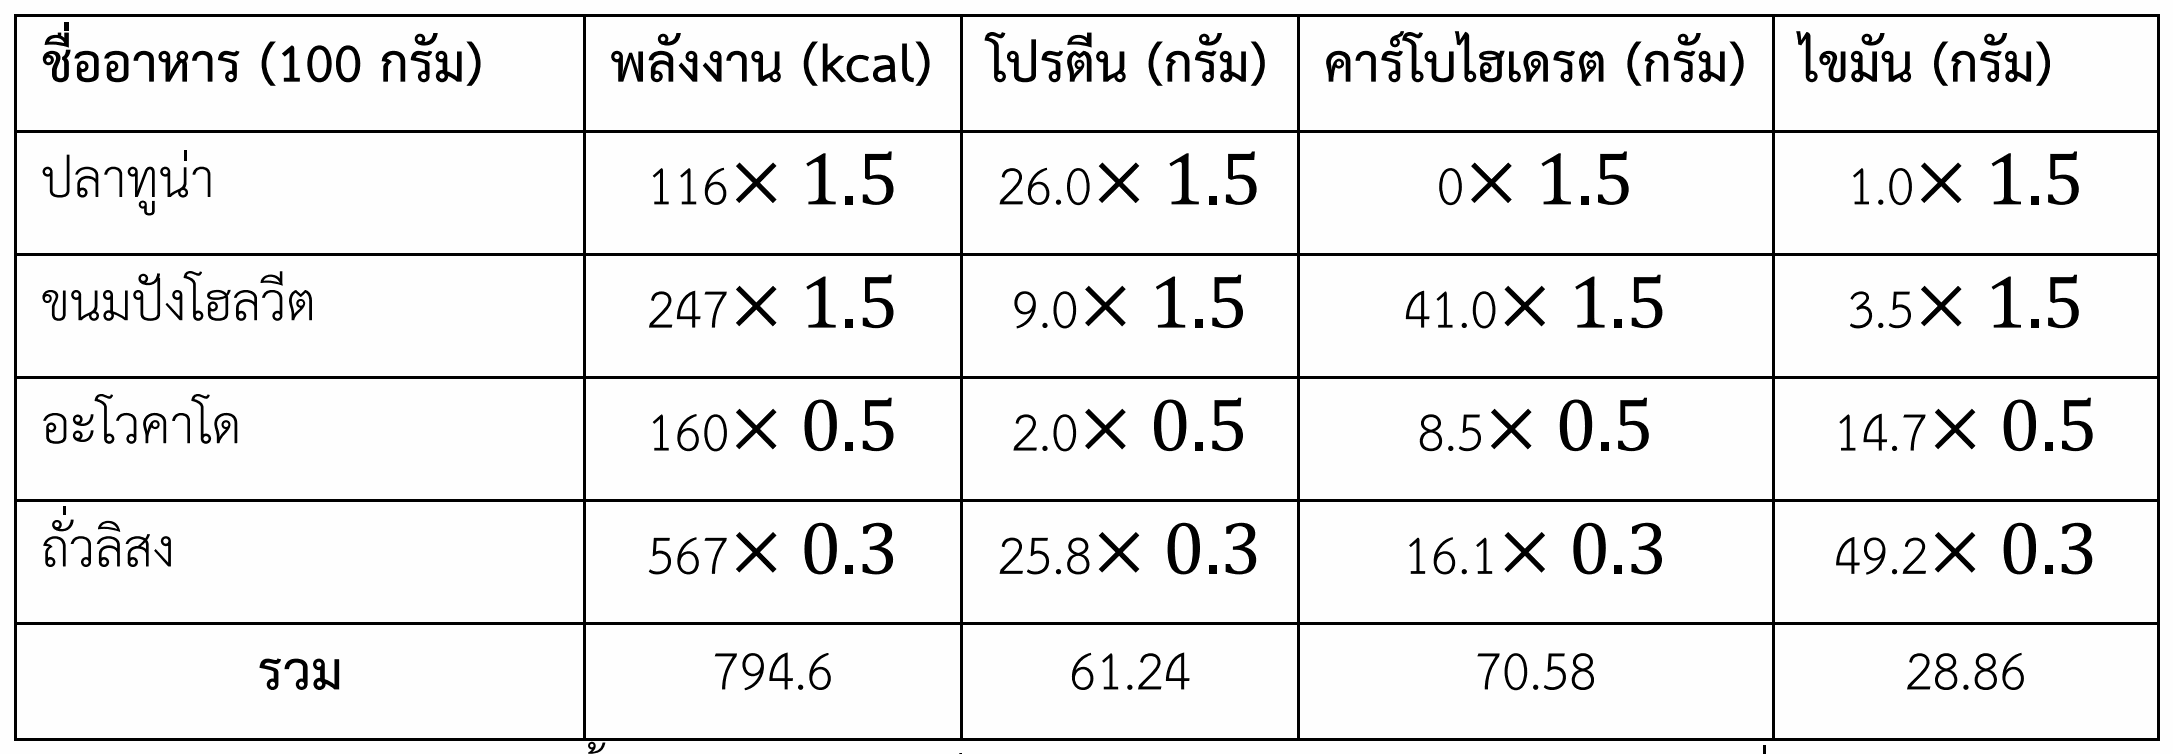 ชื่ออาหาร (100 กรัม) พลังงาน (kcal) โปรตีน (กรัม) คาร์โบไฮเดรต (กรัม) ไขมัน (กรัม)
ปลาทูน่า 116× 1.5 26.0× 1.5 0× 1.5 1.0× 1.5
ขนมปังโฮลวีต 247× 1.5 9.0× 1.5 41.0× 1.5 3.5× 1.5
อะโวคาโด 160× 0.5 2.0× 0.5 8.5× 0.5 14.7× 0.5
ถั่วลิสง 567× 0.3 25.8× 0.3 16.1× 0.3 49.2× 0.3
รวม 794.6 61.24 70.58 28.86